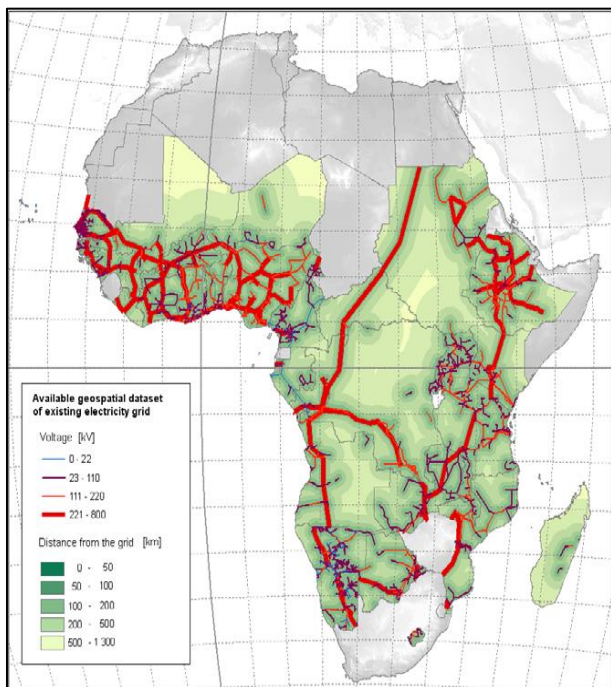 Available geospatial dataset
of existing electricity grid
Voltage [kV]
0 - 22
23 - 110
111 - 220
221 - 800
Distance from the grid [km]
0 - 50
50 - 100
100 - 200
200 - 500
500 - 1 300